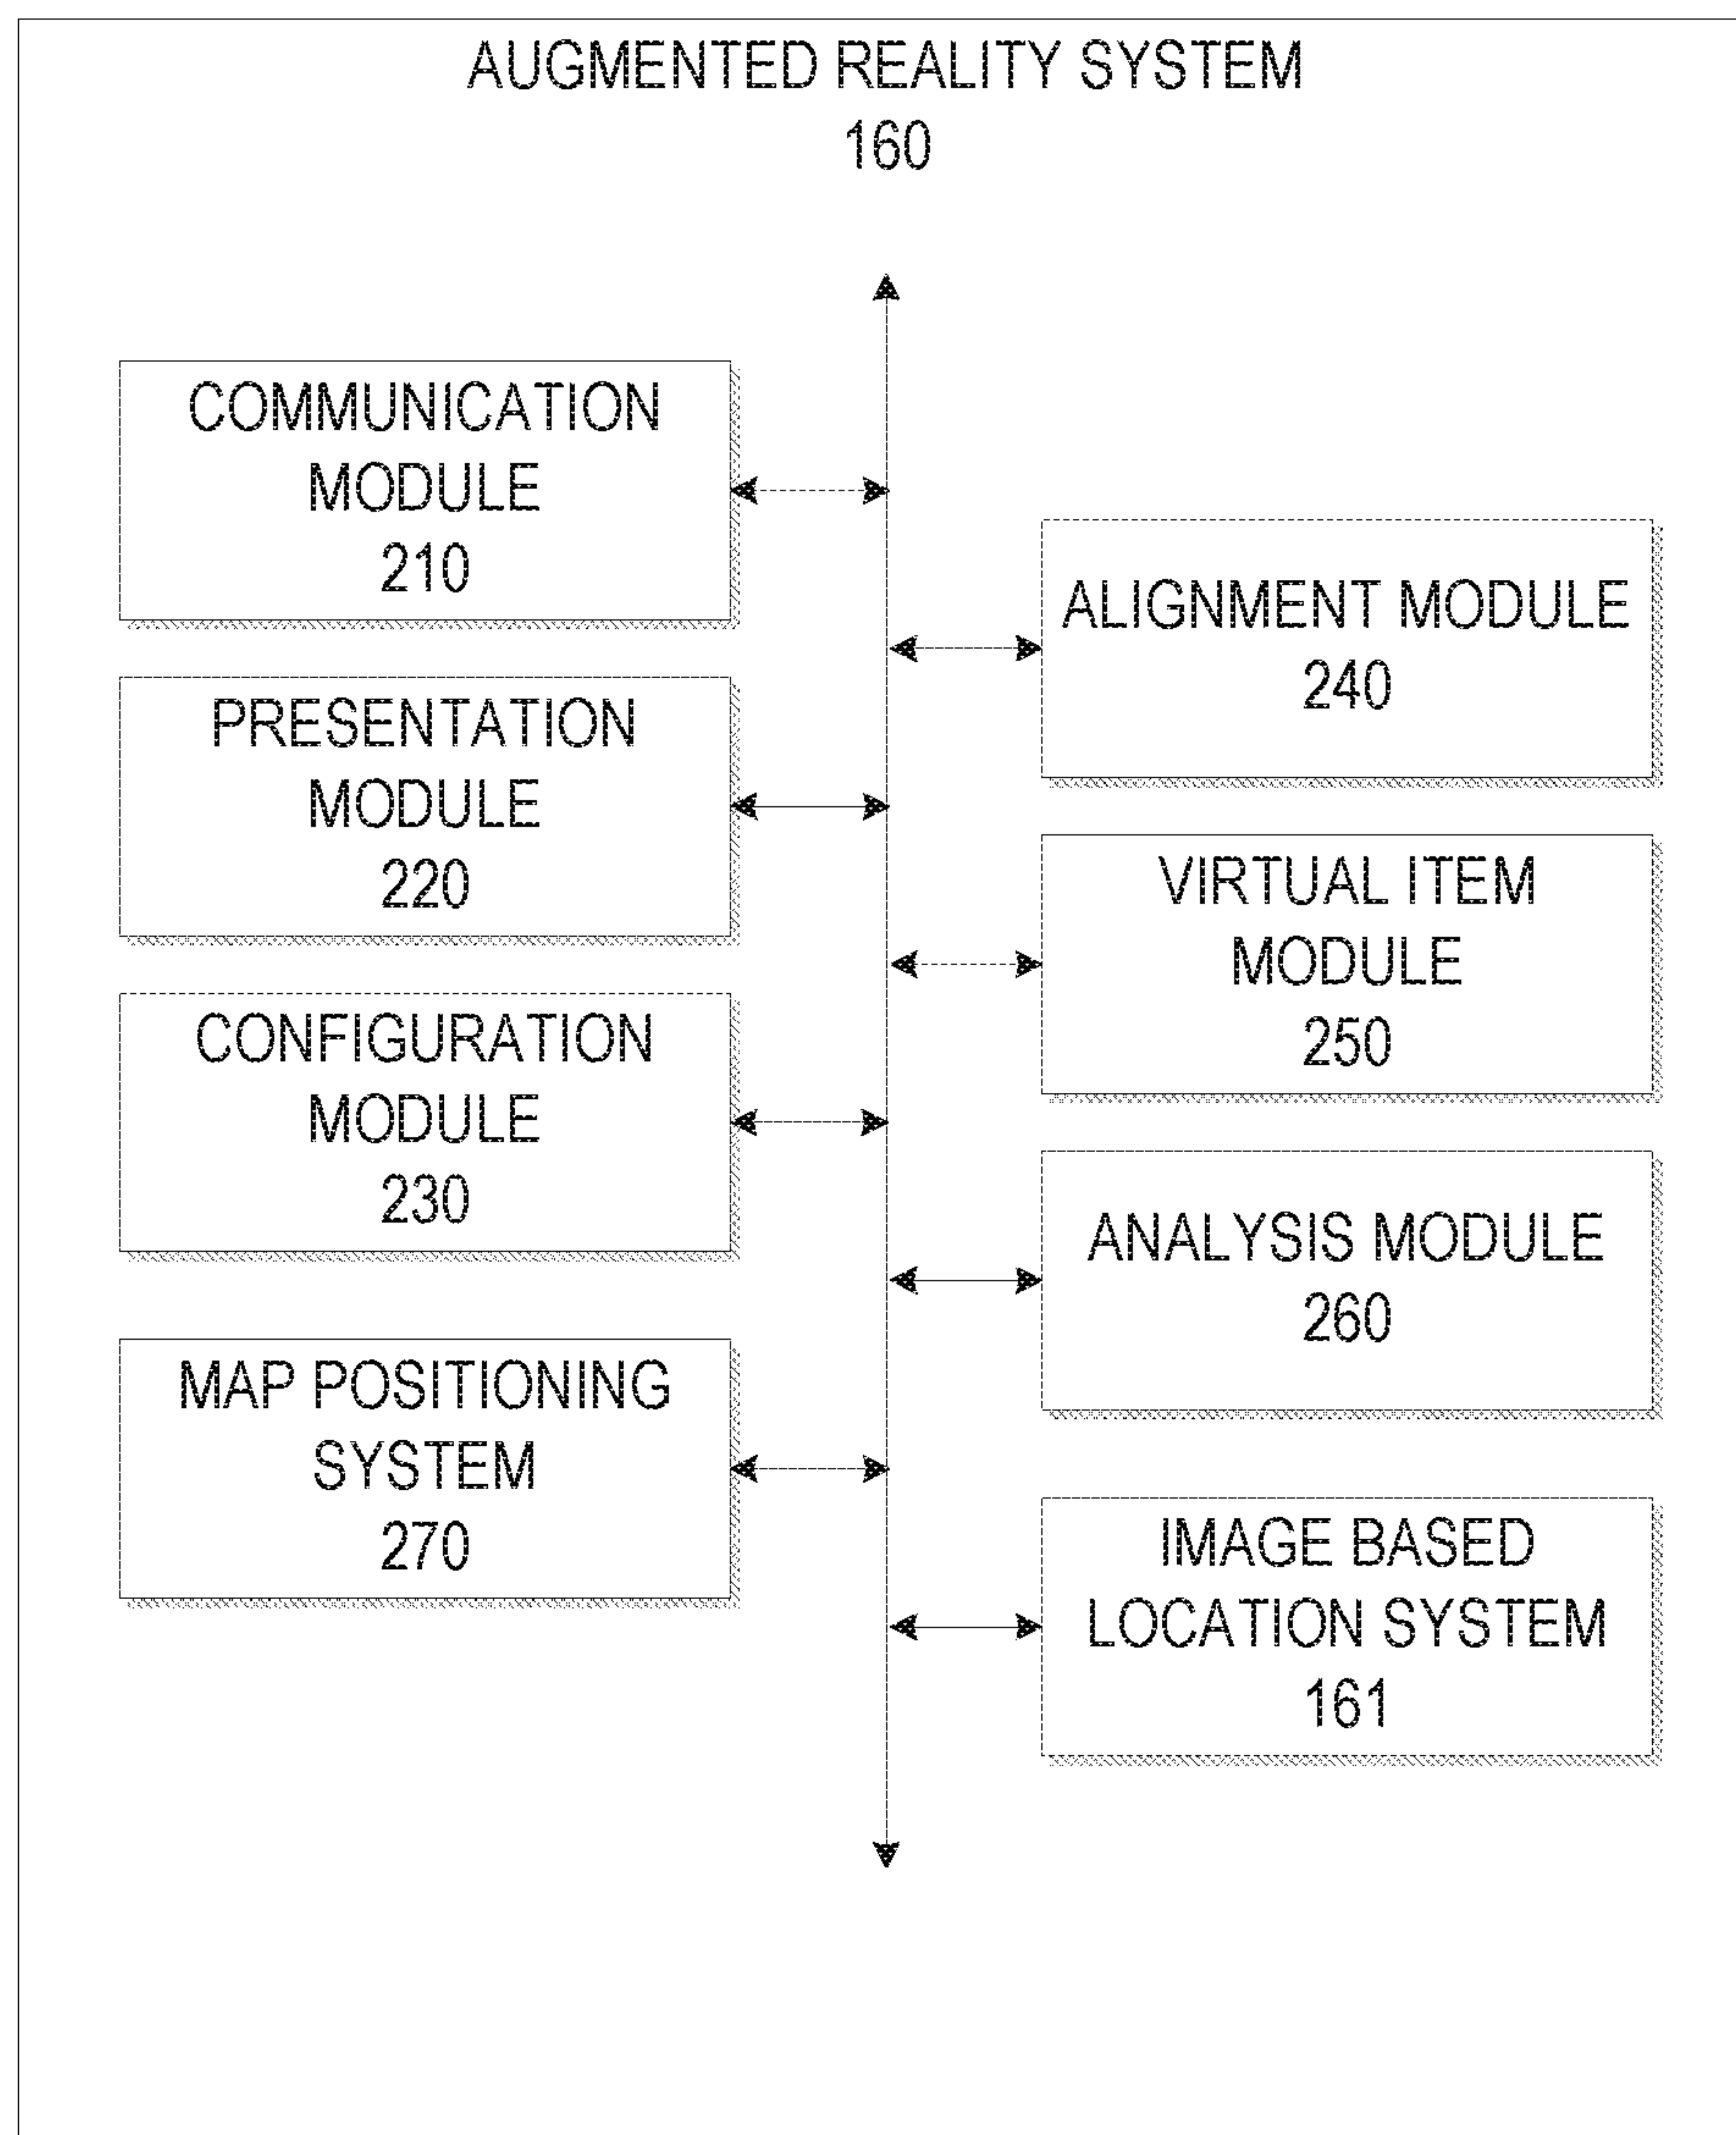 AUGMENTED REALITY SYSTEM
160
COMMUNICATION
MODULE
210
PRESENTATION
MODULE
220
CONFIGURATION
MODULE
230
MAP POSITIONING
SYSTEM
270
ALIGNMENT MODULE
240
VIRTUAL ITEM
MODULE
250
ANALYSIS MODULE
260
IMAGE BASED
LOCATION SYSTEM
161